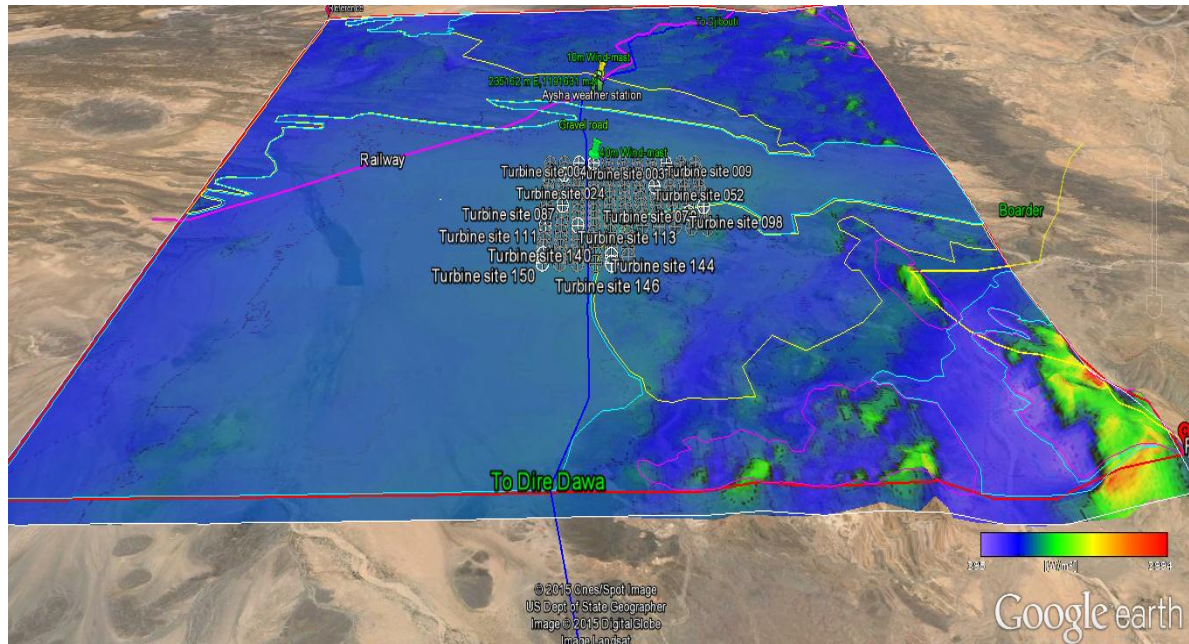 Reference
To Djibouti
10m Wind-mast
Aysha weather station
Gravel road
Wind-mast
Railway
Turbine site 004
Turbine site 003
Turbine site 009
Turbine site 024
Turbine site 052
Turbine site 087
Turbine site 098
Boarder
Turbine site 111
Turbine site 113
Turbine site 140
Turbine site 144
Turbine site 150
Turbine site 146
To Dire Dawa
[W/m²]
© 2015 Cnes/Spot Image
US Dept of State Geographer
Image © 2015 DigitalGlobe
Image Landsat
Google earth